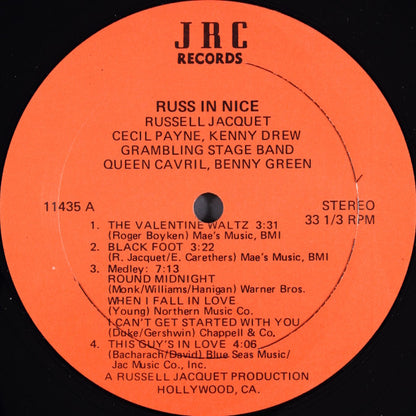 JRC
RECORDS
RUSS IN NICE
RUSSELL JACQUET
CECIL PAYNE, KENNY DREW
GRAMBLING STAGE BAND
QUEEN CAVRIL, BENNY GREEN
11435 A
STEREO
33 1/3 RPM
1. THE VALENTINE WALTZ 3:31
(Roger Boyken) Mae's Music, BMI
2. BLACK FOOT 3:22
(R. Jacquet/E. Carethers) Mae's Music, BMI
3. Medley: 7:13
ROUND MIDNIGHT
(Monk/Williams/Hanigan) Warner Bros.
WHEN I FALL IN LOVE
(Young) Northern Music Co.
I CAN'T GET STARTED WITH YOU
(Duke/Gershwin) Chappell & Co.
4. THIS GUY'S IN LOVE 4:06
(Bacharach/David) Blue Seas Music/
Jac Music Co., Inc.
A RUSSELL JACQUET PRODUCTION
HOLLYWOOD, CA.